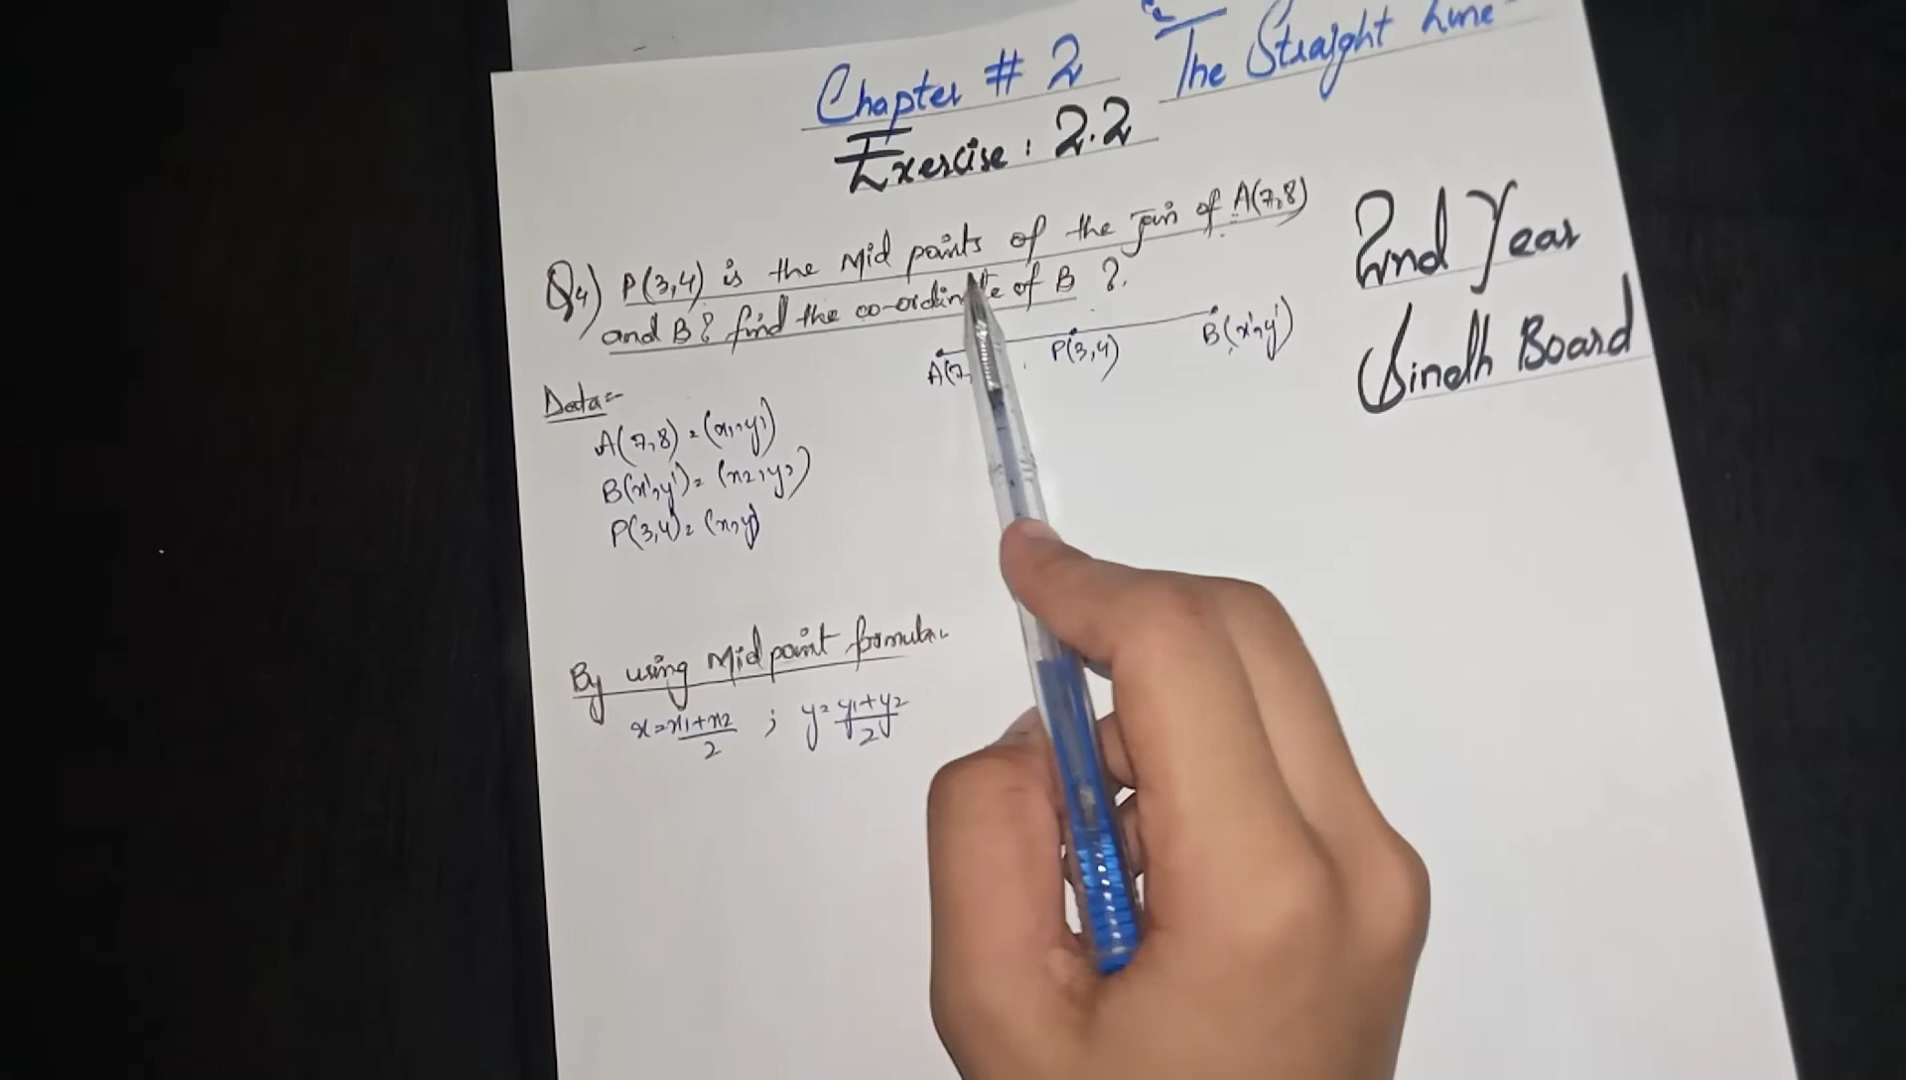 Chapter # 2 The Straight Line
Exercise: 2.2
2nd Year
Sindh Board
Q4) P(3,4) is the Mid points of the Join of A(7,8)
and B? find the co-ordinate of B ?.
A(7, P(3,4) B(x',y')
Data:-
A(7,8) = (x1,y1)
B(x',y') = (x2,y2)
P(3,4) = (x,y)
By using Mid point formula:-
x = x1+x2/2 ; y = y1+y2/2